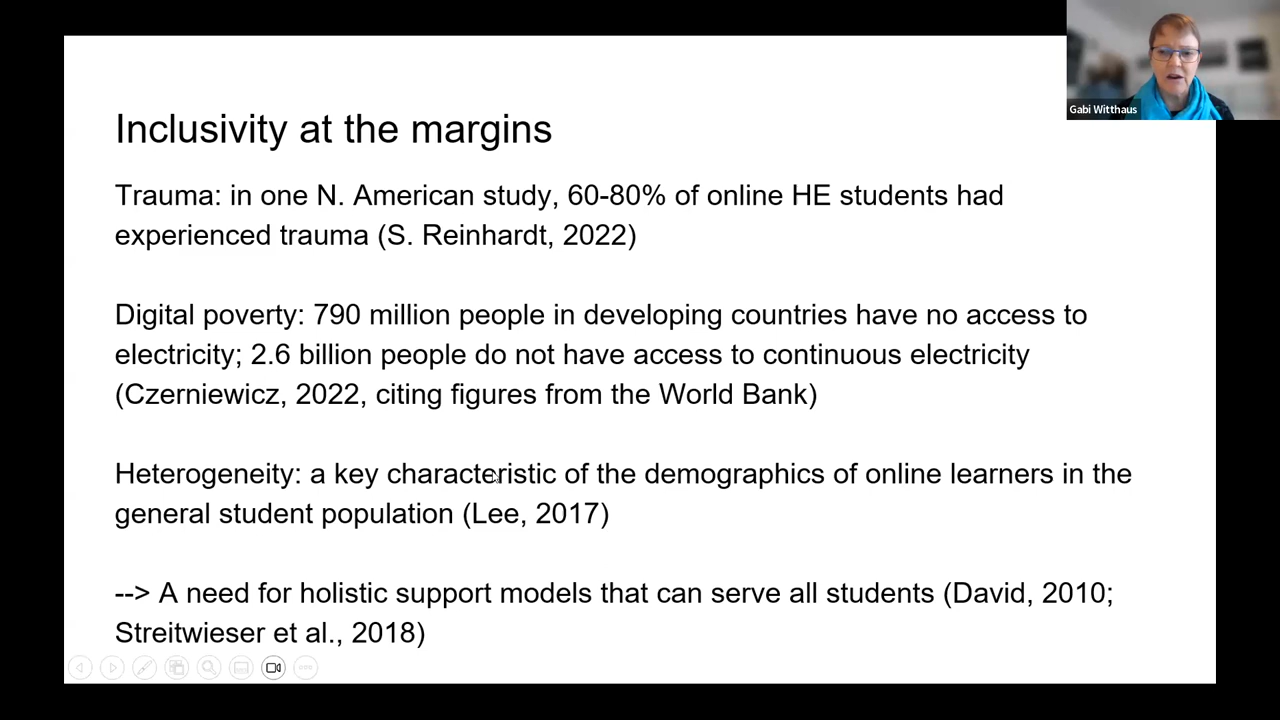 Gabi Witthaus
Inclusivity at the margins
Trauma: in one N. American study, 60-80% of online HE students had
experienced trauma (S. Reinhardt, 2022)
Digital poverty: 790 million people in developing countries have no access to
electricity; 2.6 billion people do not have access to continuous electricity
(Czerniewicz, 2022, citing figures from the World Bank)
Heterogeneity: a key characteristic of the demographics of online learners in the
general student population (Lee, 2017)
--> A need for holistic support models that can serve all students (David, 2010;
Streitwieser et al., 2018)